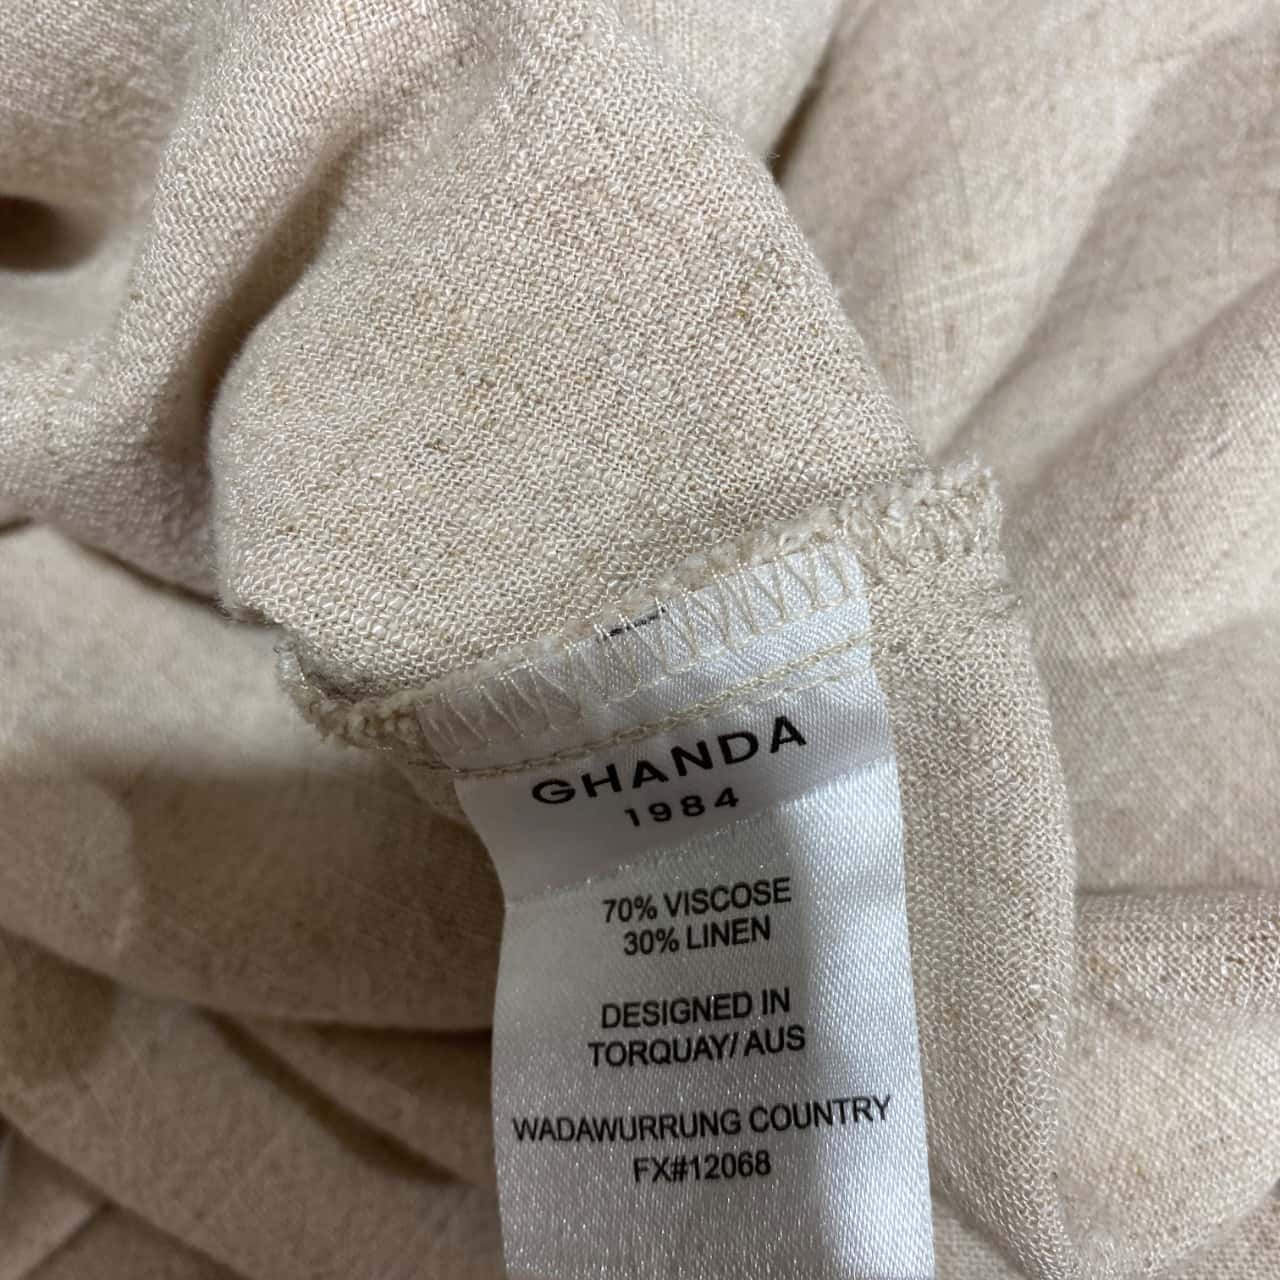 GHANDA
1984
70% VISCOSE
30% LINEN
DESIGNED IN
TORQUAY/ AUS
WADAWURRUNG COUNTRY
FX#12068